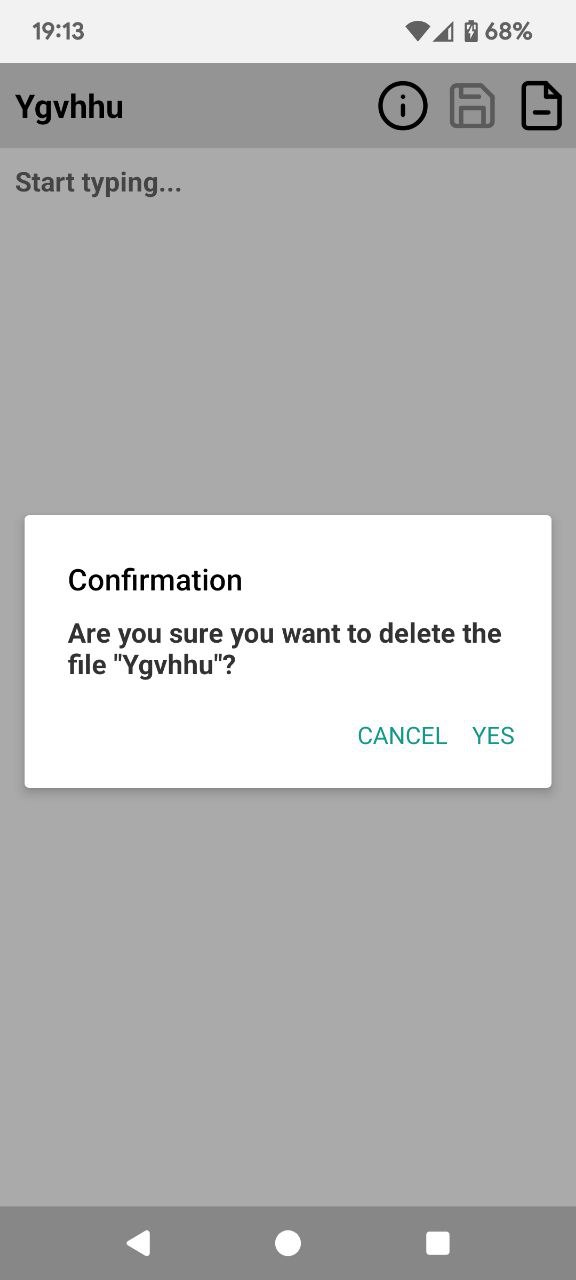 19:13
68%
Ygvhhu
Start typing...
Confirmation
Are you sure you want to delete the
file "Ygvhhu"?
CANCEL YES